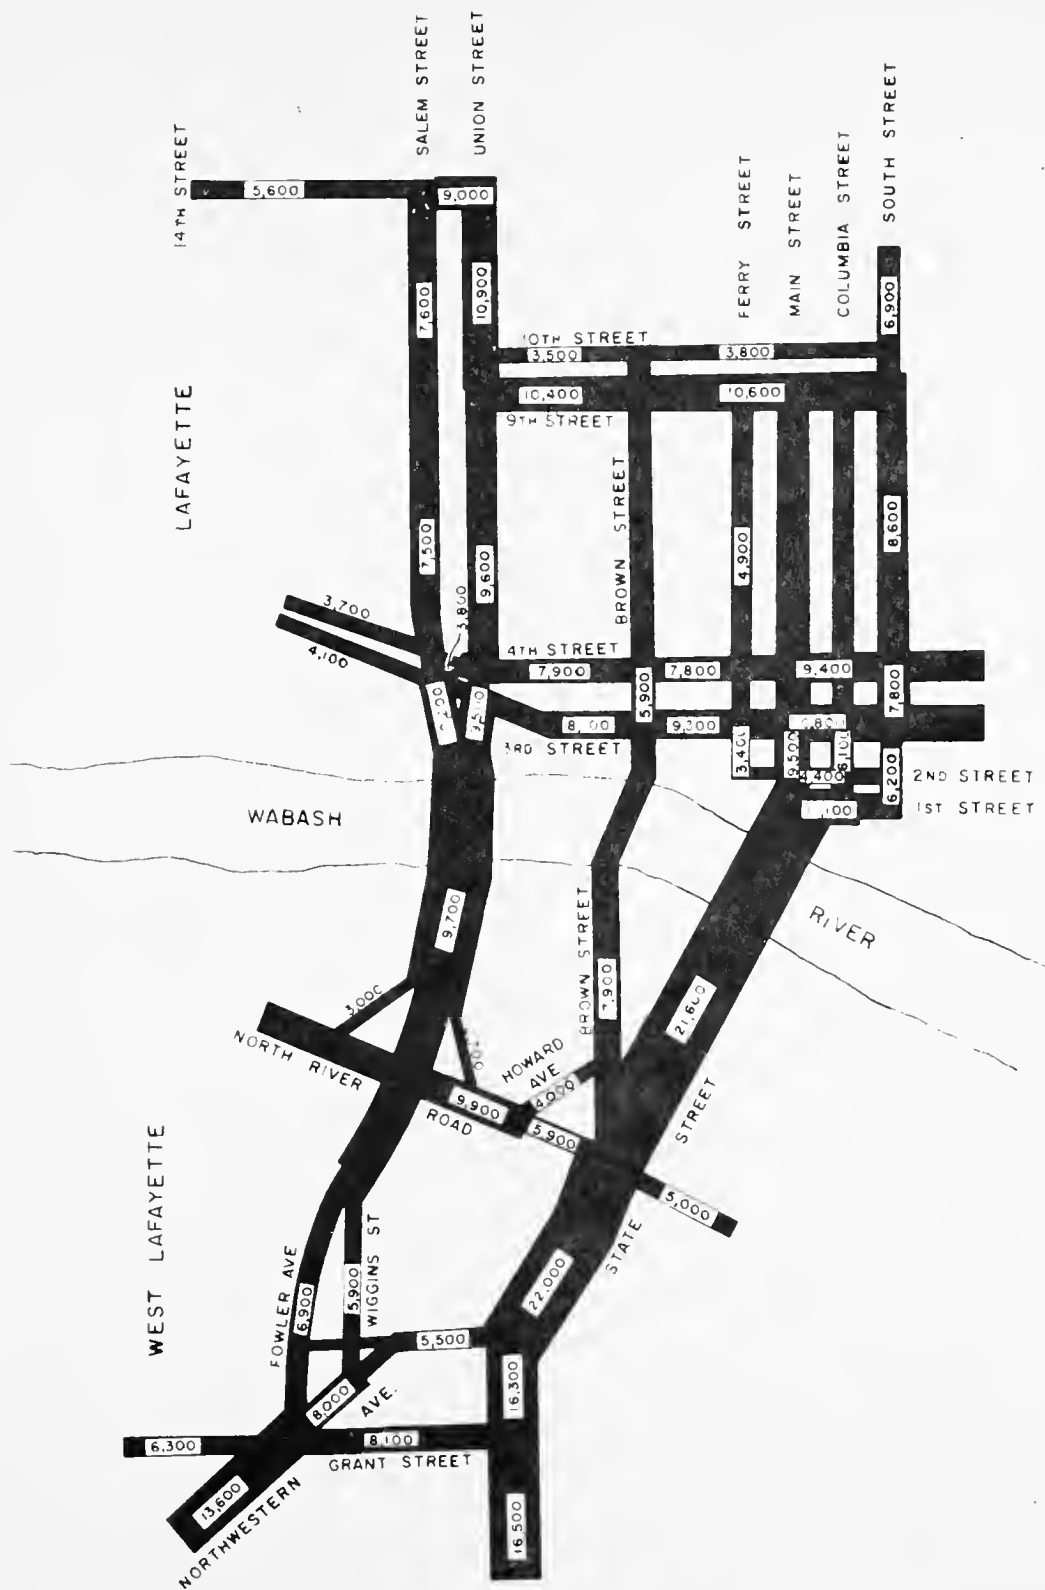 SALEM STREET
UNION STREET
14TH STREET
5,600
9,000
FERRY STREET
MAIN STREET
COLUMBIA STREET
SOUTH STREET
7,600
10,900
6,900
10TH STREET
3,500
3,800
10,400
10,600
9TH STREET
LAFAYETTE
BROWN STREET
7,500
9,600
4,900
8,600
3,700
3,800
4,100
4TH STREET
7,900
7,800
9,400
5,900
7,800
9,300
3RD STREET
3,400
9,500
6,100
4,400
6,200
2ND STREET
1ST STREET
WABASH
RIVER
9,700
BROWN STREET
7,900
21,600
3,000
NORTH RIVER ROAD
HOWARD AVE
4,000
9,900
5,900
5,000
STATE STREET
22,000
WEST LAFAYETTE
FOWLER AVE
6,900
5,900
WIGGINS ST
5,500
8,000
16,300
6,300
8,100
GRANT STREET
13,600
NORTHWESTERN AVE.
16,500